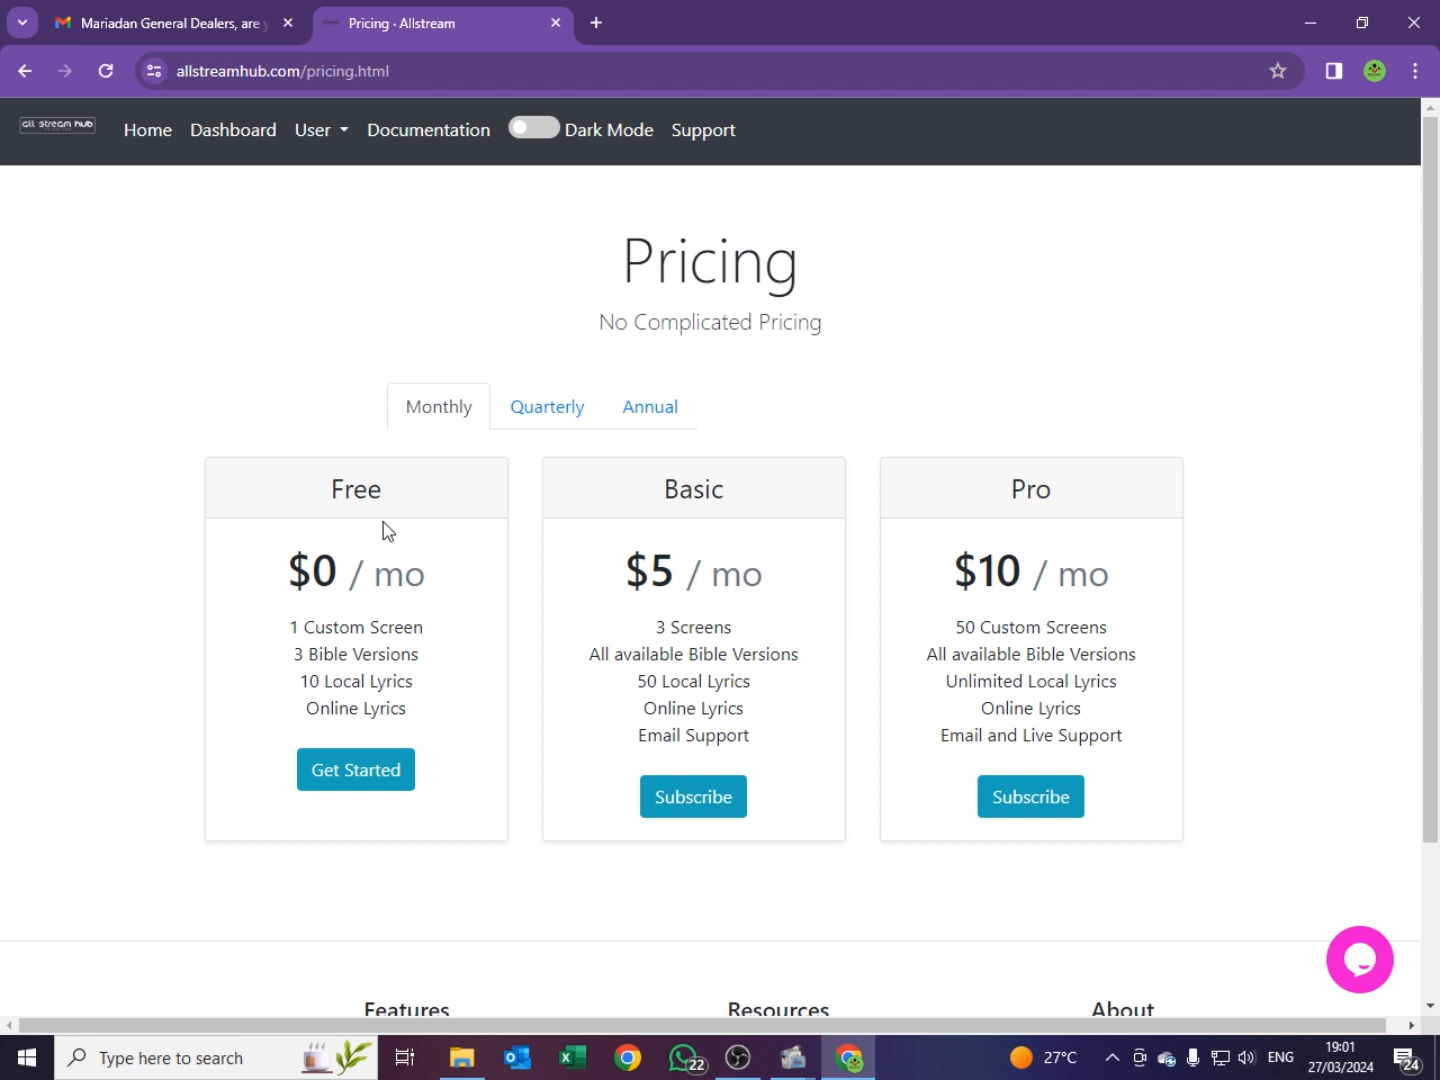 Mariadan General Dealers, are
Pricing · Allstream
allstreamhub.com/pricing.html
all stream hub
Home
Dashboard
User
Documentation
Dark Mode
Support
Pricing
No Complicated Pricing
Monthly
Quarterly
Annual
Free
$0 / mo
1 Custom Screen
3 Bible Versions
10 Local Lyrics
Online Lyrics
Get Started
Basic
$5 / mo
3 Screens
All available Bible Versions
50 Local Lyrics
Online Lyrics
Email Support
Subscribe
Pro
$10 / mo
50 Custom Screens
All available Bible Versions
Unlimited Local Lyrics
Online Lyrics
Email and Live Support
Subscribe
Features
Resources
About
Type here to search
22
27°C
ENG
19:01
27/03/2024
24